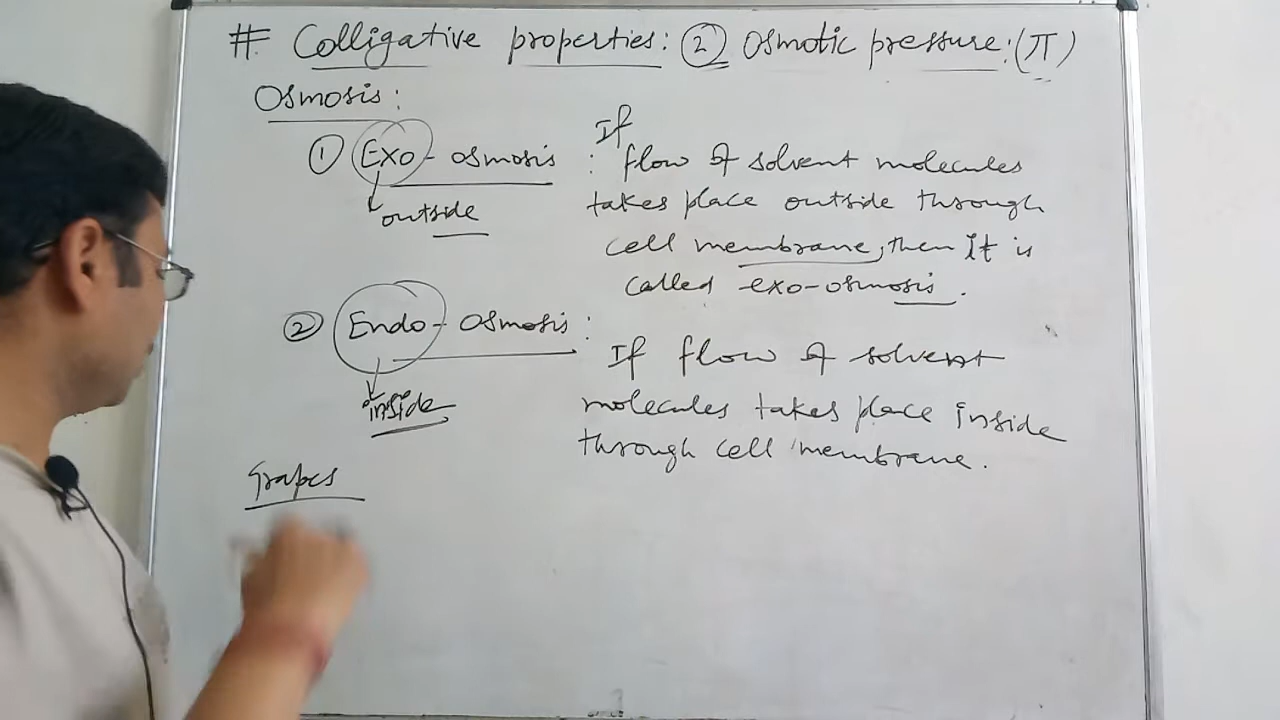 # Colligative properties: ② Osmotic pressure: (π)
Osmosis:
① Exo-osmosis : If flow of solvent molecules
outside
takes place outside through
cell membrane, then It is
called exo-osmosis.
② Endo-osmosis: If flow of solvent
inside
molecules takes place inside
through cell membrane.
Grapes